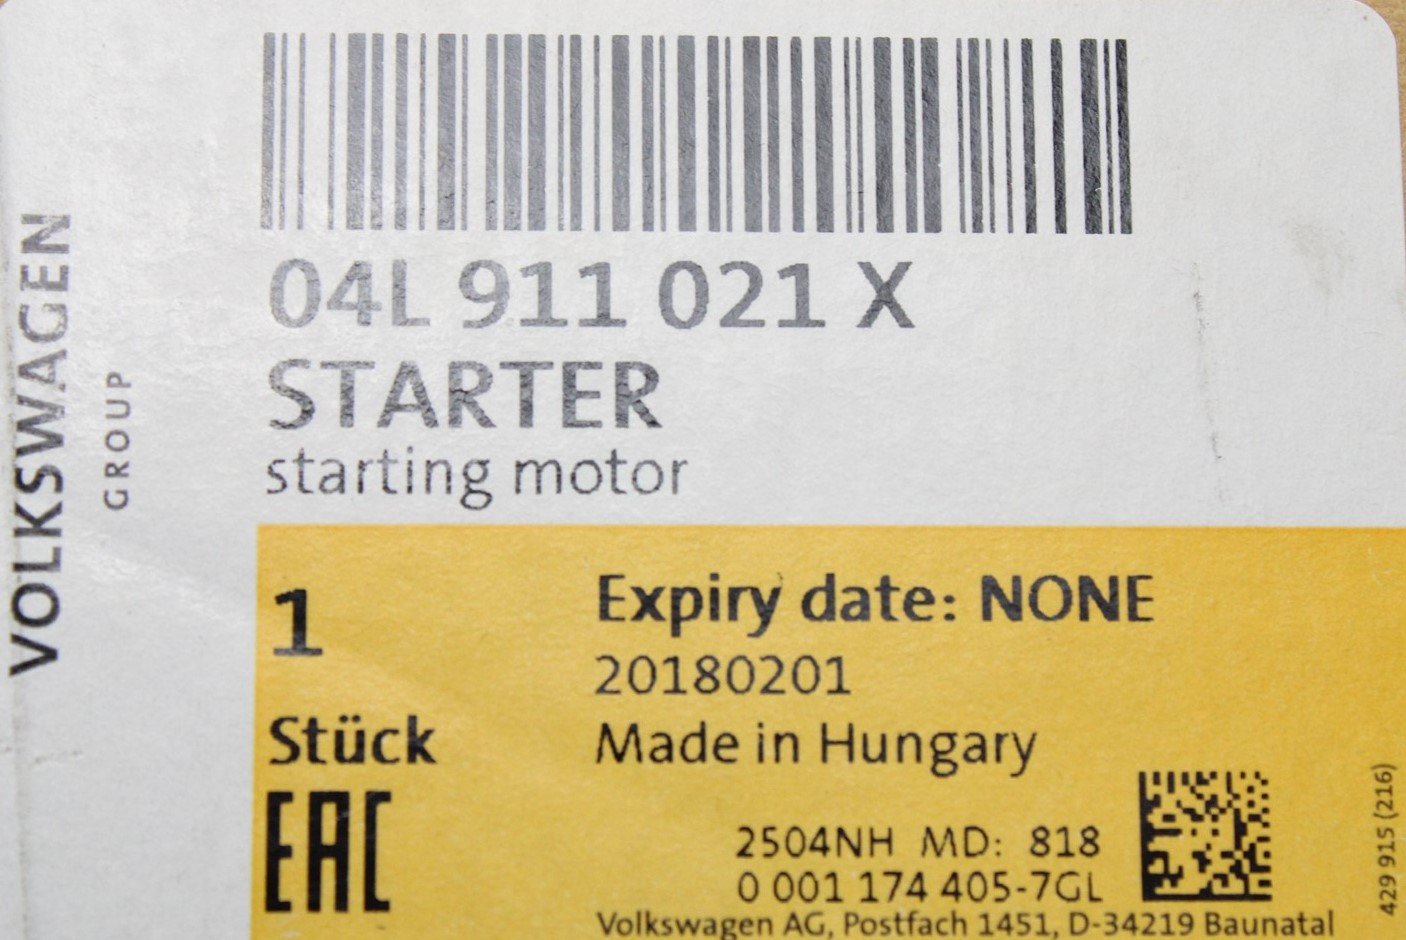 VOLKSWAGEN
GROUP
04L 911 021 X
STARTER
starting motor
1
Stück
EAC
Expiry date: NONE
20180201
Made in Hungary
2504NH MD: 818
0 001 174 405-7GL
Volkswagen AG, Postfach 1451, D-34219 Baunatal
429 915 (216)